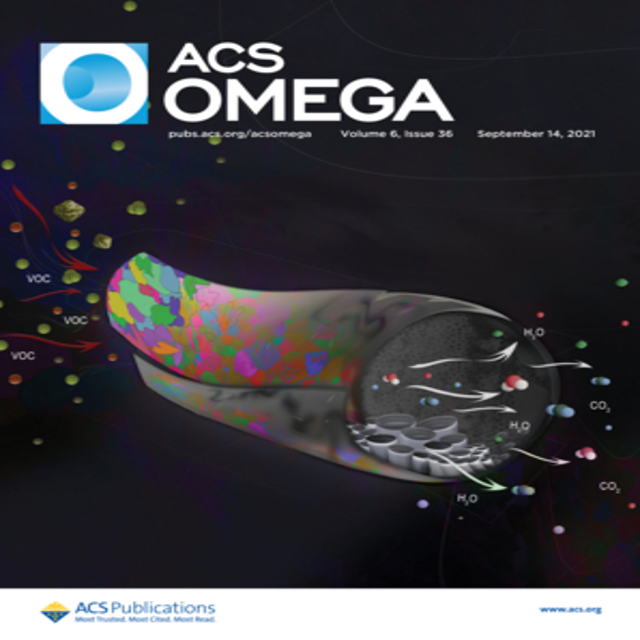 ACS
OMEGA
pubs.acs.org/acsomega Volume 6, Issue 36 September 14, 2021
VOC
VOC
VOC
H₂O
CO₂
H₂O
CO₂
H₂O
ACS Publications
Most Trusted. Most Cited. Most Read.
www.acs.org